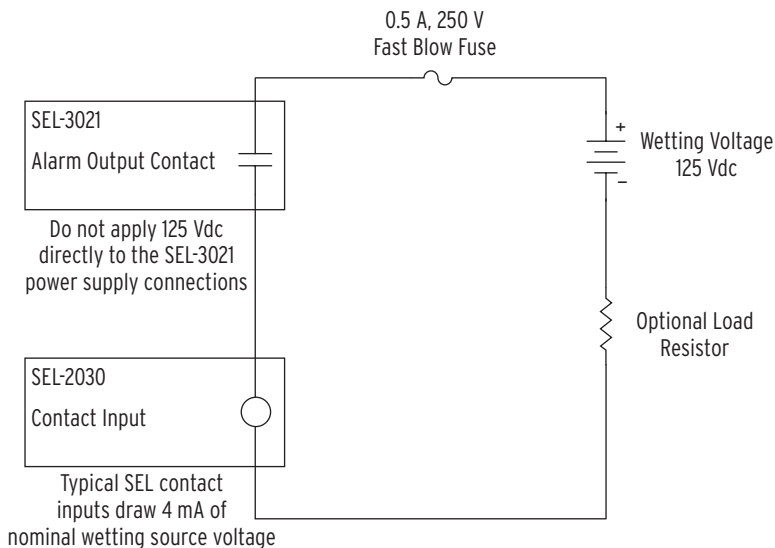 0.5 A, 250 V
Fast Blow Fuse
SEL-3021
Alarm Output Contact
Do not apply 125 Vdc
directly to the SEL-3021
power supply connections
+
Wetting Voltage
125 Vdc
–
Optional Load
Resistor
SEL-2030
Contact Input
Typical SEL contact
inputs draw 4 mA of
nominal wetting source voltage